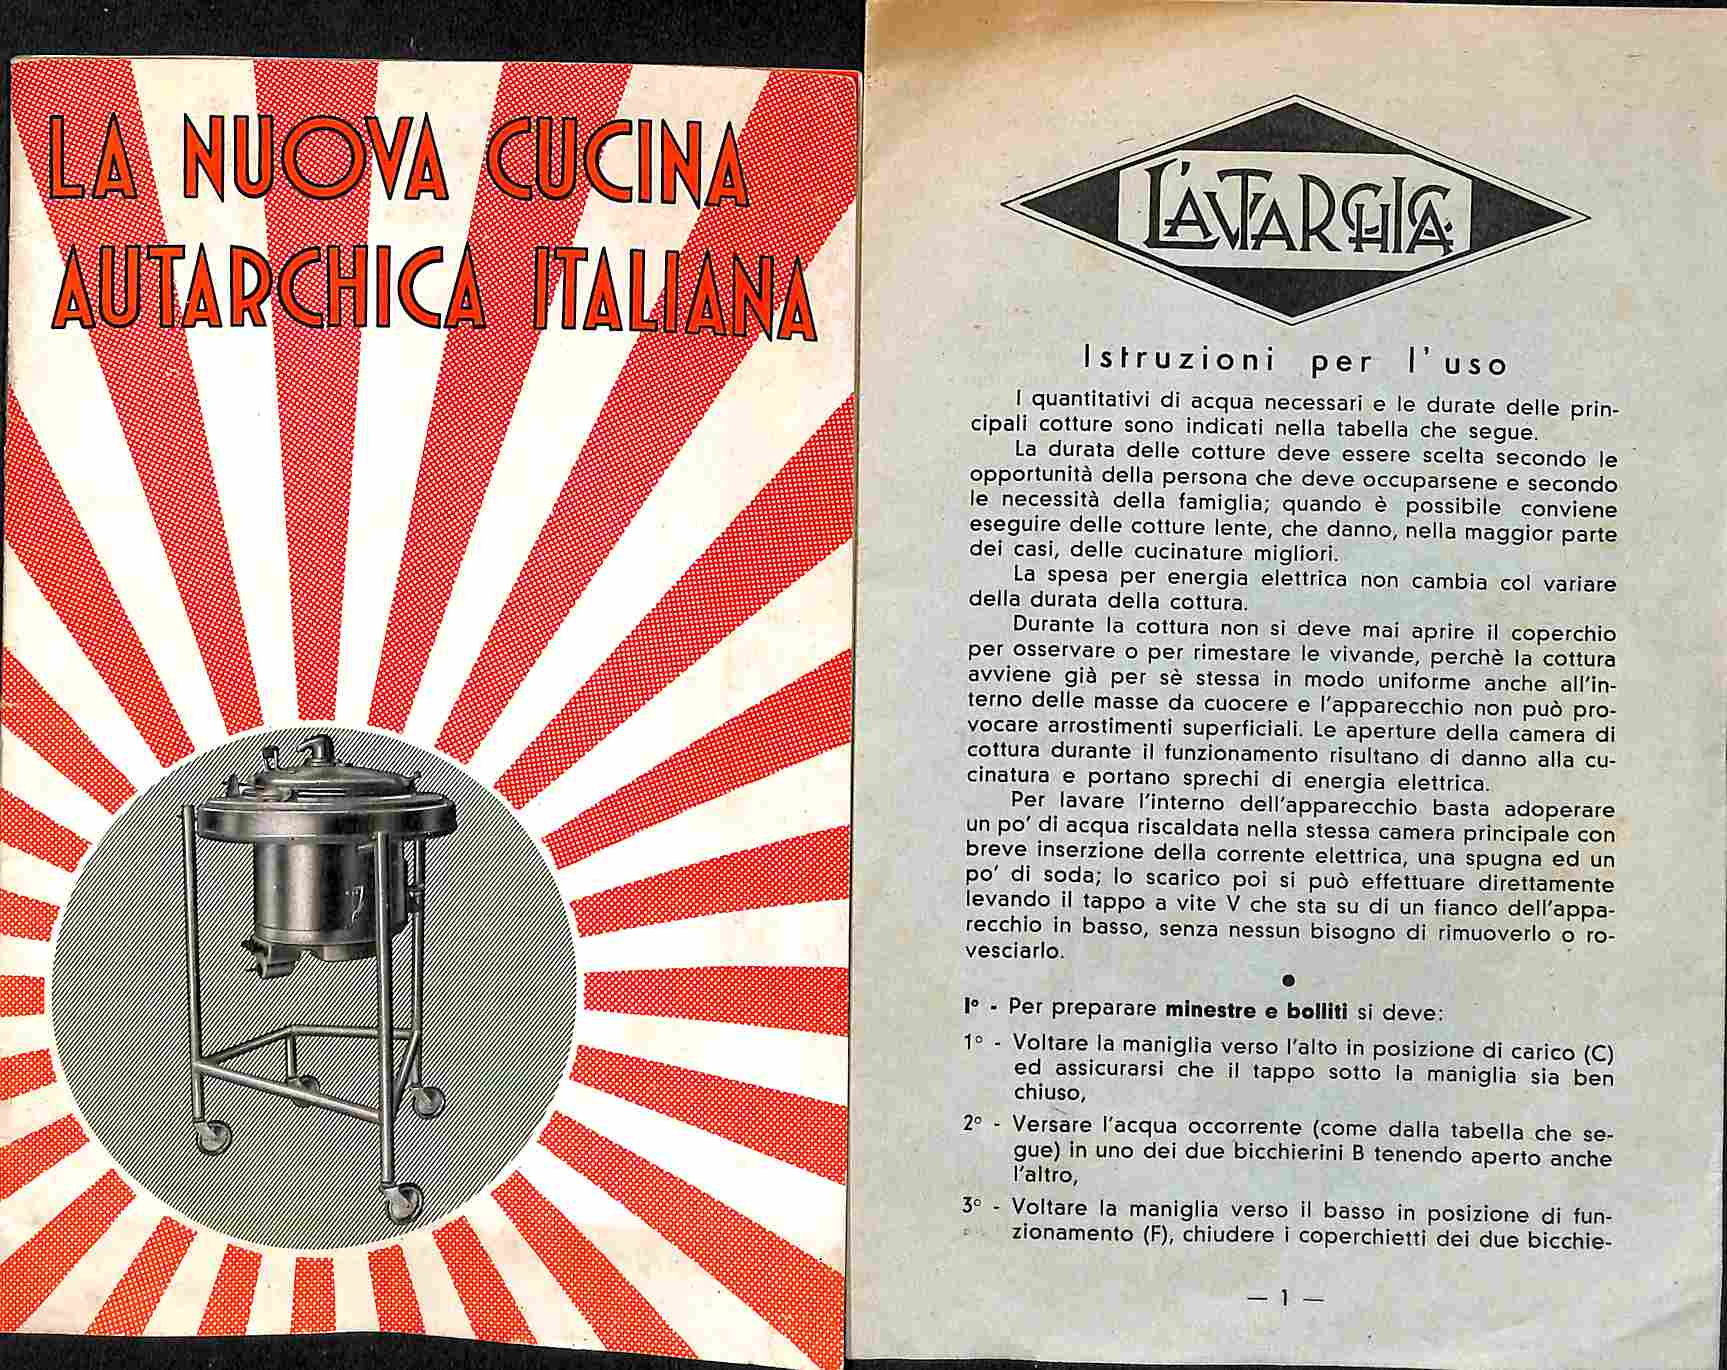 LA NUOVA CUCINA
AUTARCHICA ITALIANA
L'AUTARCHICA
Istruzioni per l'uso
I quantitativi di acqua necessari e le durate delle prin-
cipali cotture sono indicati nella tabella che segue.
La durata delle cotture deve essere scelta secondo le
opportunità della persona che deve occuparsene e secondo
le necessità della famiglia; quando è possibile conviene
eseguire delle cotture lente, che danno, nella maggior parte
dei casi, delle cucinature migliori.
La spesa per energia elettrica non cambia col variare
della durata della cottura.
Durante la cottura non si deve mai aprire il coperchio
per osservare o per rimestare le vivande, perchè la cottura
avviene già per sè stessa in modo uniforme anche all'in-
terno delle masse da cuocere e l'apparecchio non può pro-
vocare arrostimenti superficiali. Le aperture della camera di
cottura durante il funzionamento risultano di danno alla cu-
cinatura e portano sprechi di energia elettrica.
Per lavare l'interno dell'apparecchio basta adoperare
un po' di acqua riscaldata nella stessa camera principale con
breve inserzione della corrente elettrica, una spugna ed un
po' di soda; lo scarico poi si può effettuare direttamente
levando il tappo a vite V che sta su di un fianco dell'appa-
recchio in basso, senza nessun bisogno di rimuoverlo o ro-
vesciarlo.
I° - Per preparare minestre e bolliti si deve:
1° - Voltare la maniglia verso l'alto in posizione di carico (C)
ed assicurarsi che il tappo sotto la maniglia sia ben
chiuso,
2° - Versare l'acqua occorrente (come dalla tabella che se-
gue) in uno dei due bicchierini B tenendo aperto anche
l'altro,
3° - Voltare la maniglia verso il basso in posizione di fun-
zionamento (F), chiudere i coperchietti dei due bicchie-
— 1 —